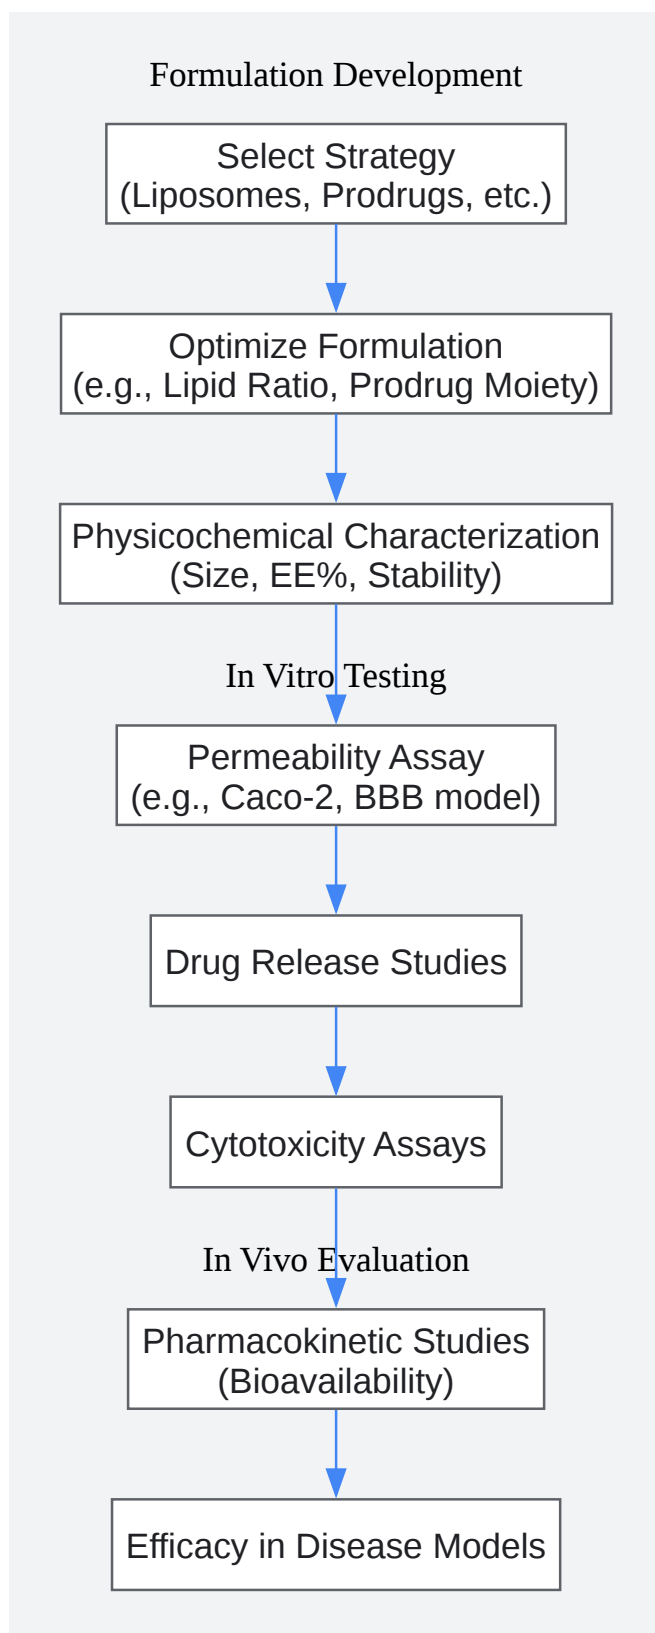 Formulation Development
Select Strategy
(Liposomes, Prodrugs, etc.)
Optimize Formulation
(e.g., Lipid Ratio, Prodrug Moiety)
Physicochemical Characterization
(Size, EE%, Stability)
In Vitro Testing
Permeability Assay
(e.g., Caco-2, BBB model)
Drug Release Studies
Cytotoxicity Assays
In Vivo Evaluation
Pharmacokinetic Studies
(Bioavailability)
Efficacy in Disease Models